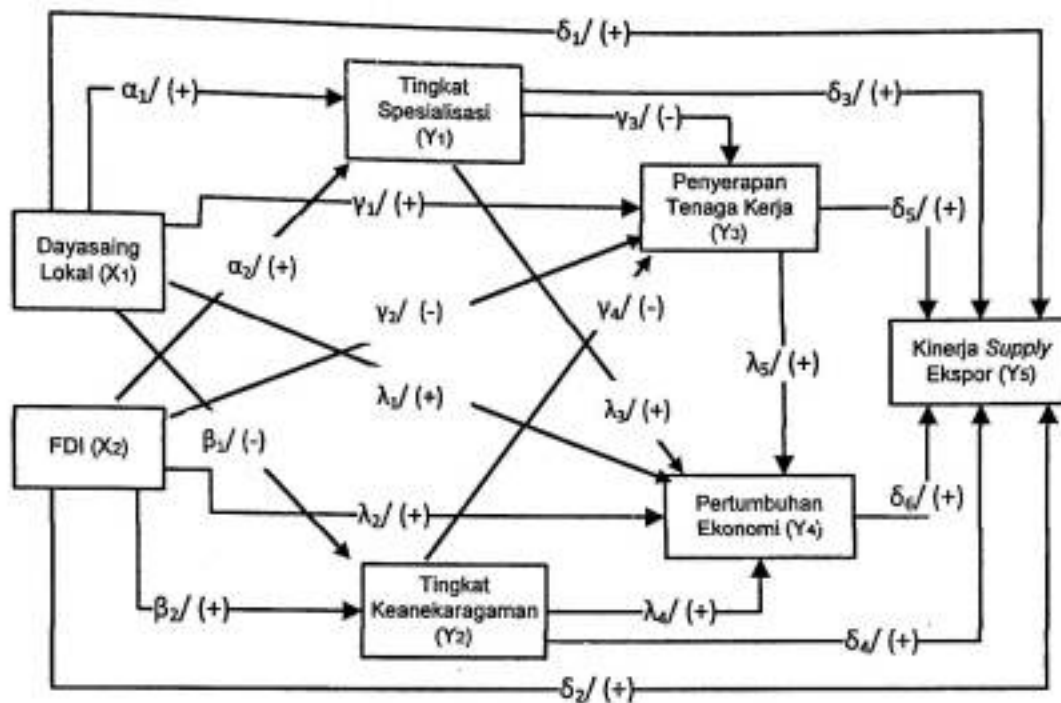 δ₁/ (+)
α₁/ (+)
Tingkat
Spesialisasi
(Y₁)
δ₃/ (+)
γ₃/ (-)
Penyerapan
Tenaga Kerja
(Y₃)
γ₁/ (+)
δ₅/ (+)
Dayasaing
Lokal (X₁)
α₂/ (+)
γ₂/ (-)
γ₄/ (-)
Kinerja Supply
Ekspor (Y₅)
λ₅/ (+)
λ₁/ (+)
λ₃/ (+)
FDI (X₂)
β₁/ (-)
Pertumbuhan
Ekonomi (Y₄)
δ₆/ (+)
λ₂/ (+)
Tingkat
Keanekaragaman
(Y₂)
β₂/ (+)
λ₄/ (+)
δ₄/ (+)
δ₂/ (+)